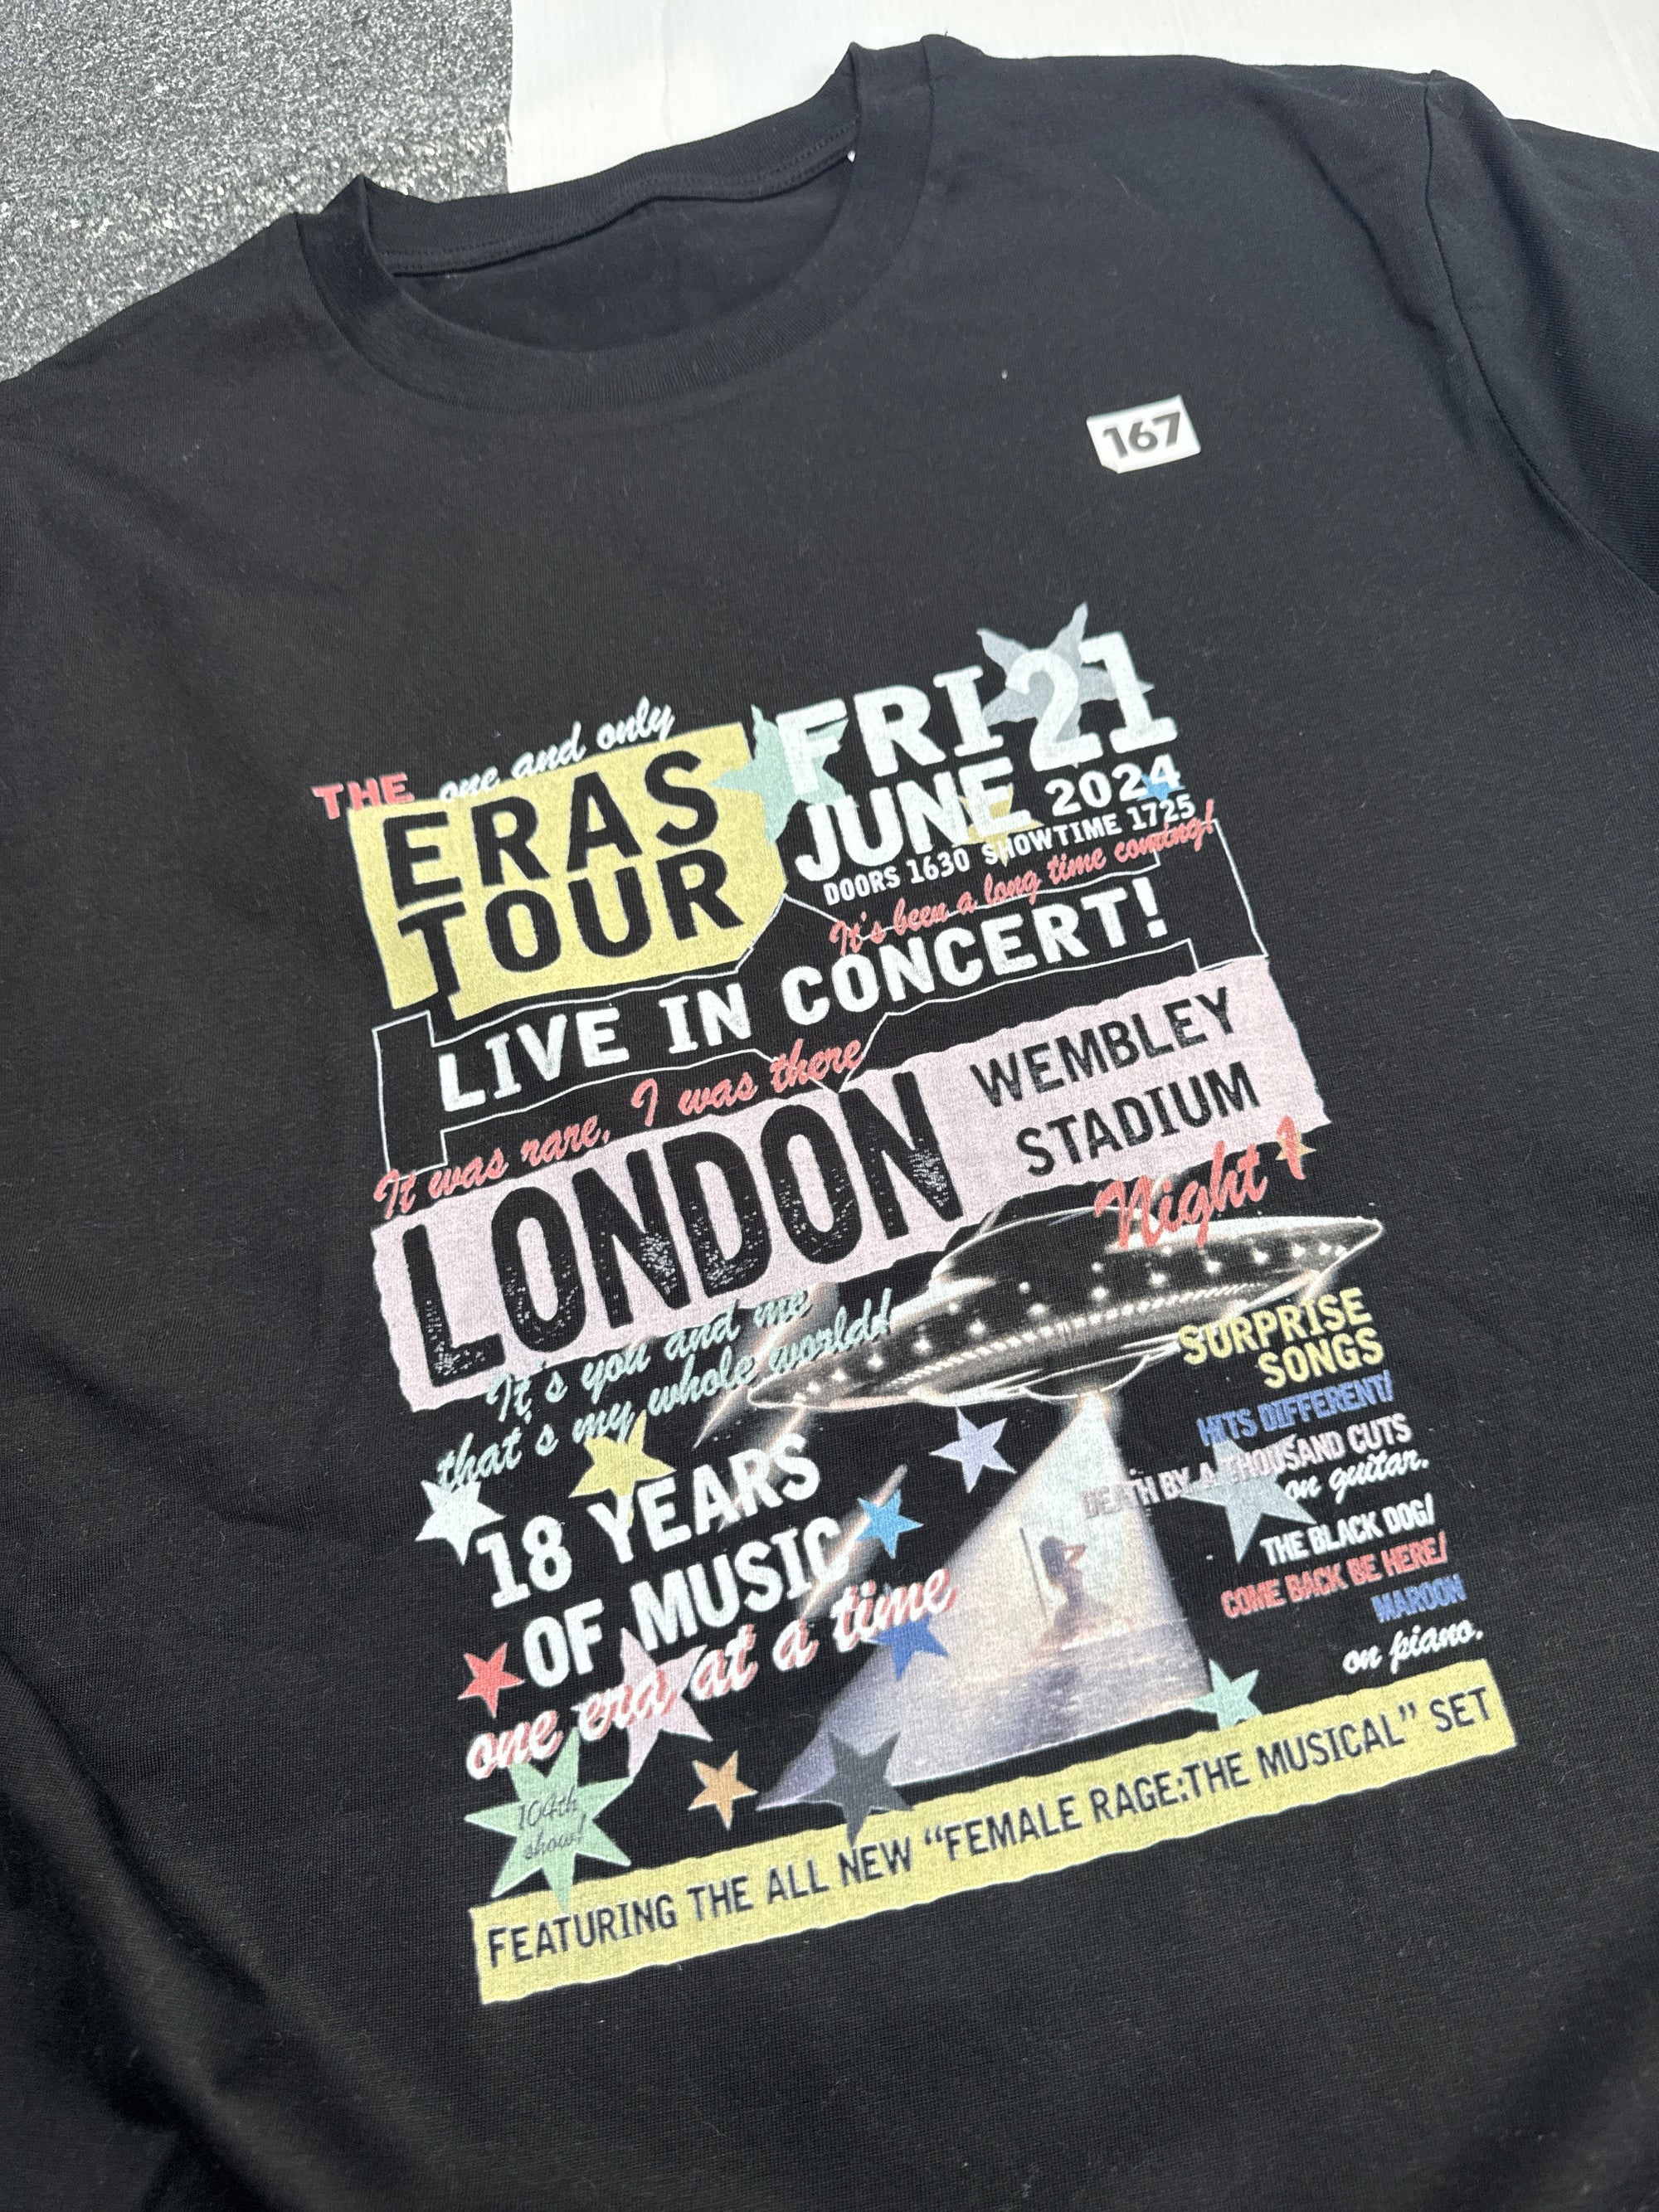 167
THE one and only
ERAS
TOUR
FRI 21
JUNE 2024
DOORS 1630 SHOWTIME 1725
It's been a long time coming!
LIVE IN CONCERT!
It was rare, I was there
LONDON
WEMBLEY
STADIUM
Night 1
It's you and me
that's my whole world!
18 YEARS
OF MUSIC
one era at a time
104th
show!
SURPRISE
SONGS
HITS DIFFERENT/
DEATH BY A THOUSAND CUTS
on guitar.
THE BLACK DOG/
COME BACK BE HERE/
MAROON
on piano.
FEATURING THE ALL NEW “FEMALE RAGE:THE MUSICAL” SET